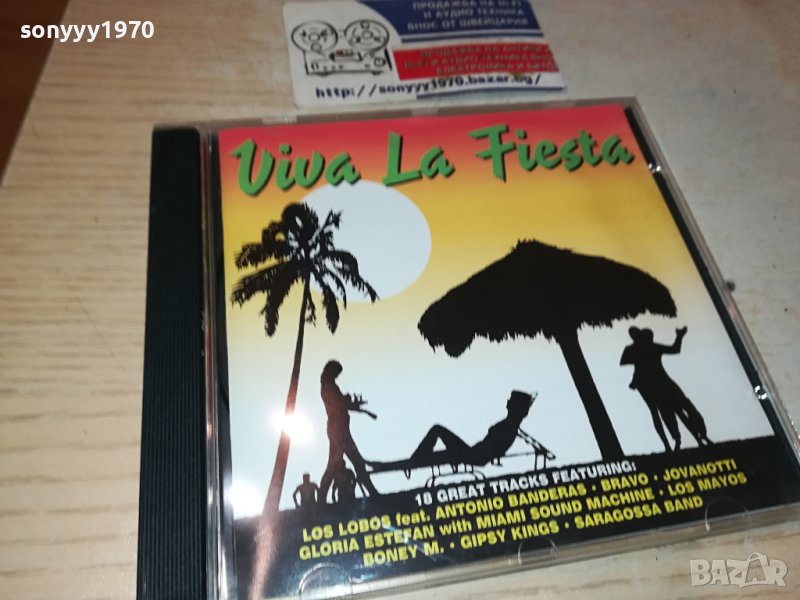 sonyyy1970
ПРОДАЖБА НА HI-FI
И АУДИО ТЕХНИКА
ВНОС ОТ ШВЕЙЦАРИЯ
http://sonyyy1970.bazar.bg/
Viva La Fiesta
18 GREAT TRACKS FEATURING:
LOS LOBOS feat. ANTONIO BANDERAS · BRAVO · JOVANOTTI
GLORIA ESTEFAN with MIAMI SOUND MACHINE · LOS MAYOS
BONEY M. · GIPSY KINGS · SARAGOSSA BAND
BAZAR